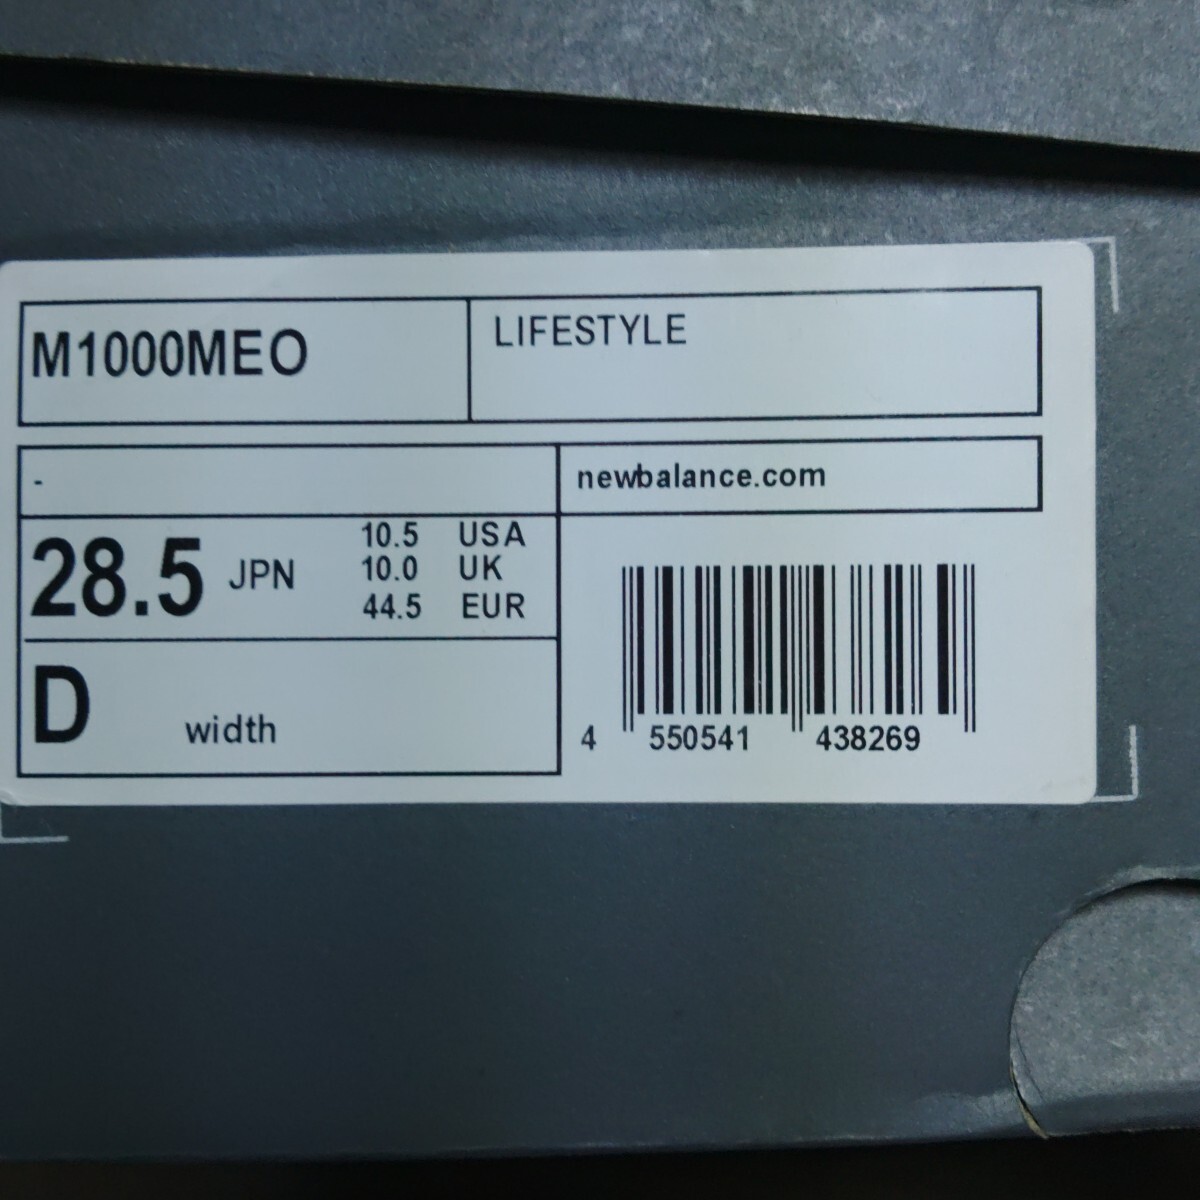 M1000MEO
LIFESTYLE
-
newbalance.com
28.5 JPN
10.5 USA
10.0 UK
44.5 EUR
D width
4 550541 438269